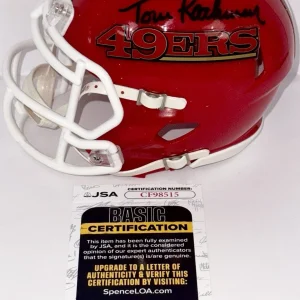 Tom
49ERS
JSA
CERTIFICATION NUMBER:
CF98515
BASIC
CERTIFICATION
This item has been fully examined
by JSA, and it is the considered
opinion of our expert authenticators
that the signature(s) is/are genuine.
UPGRADE TO A LETTER OF
AUTHENTICITY & VERIFY THIS
CERTIFICATION BY VISITING:
SpenceLOA.com